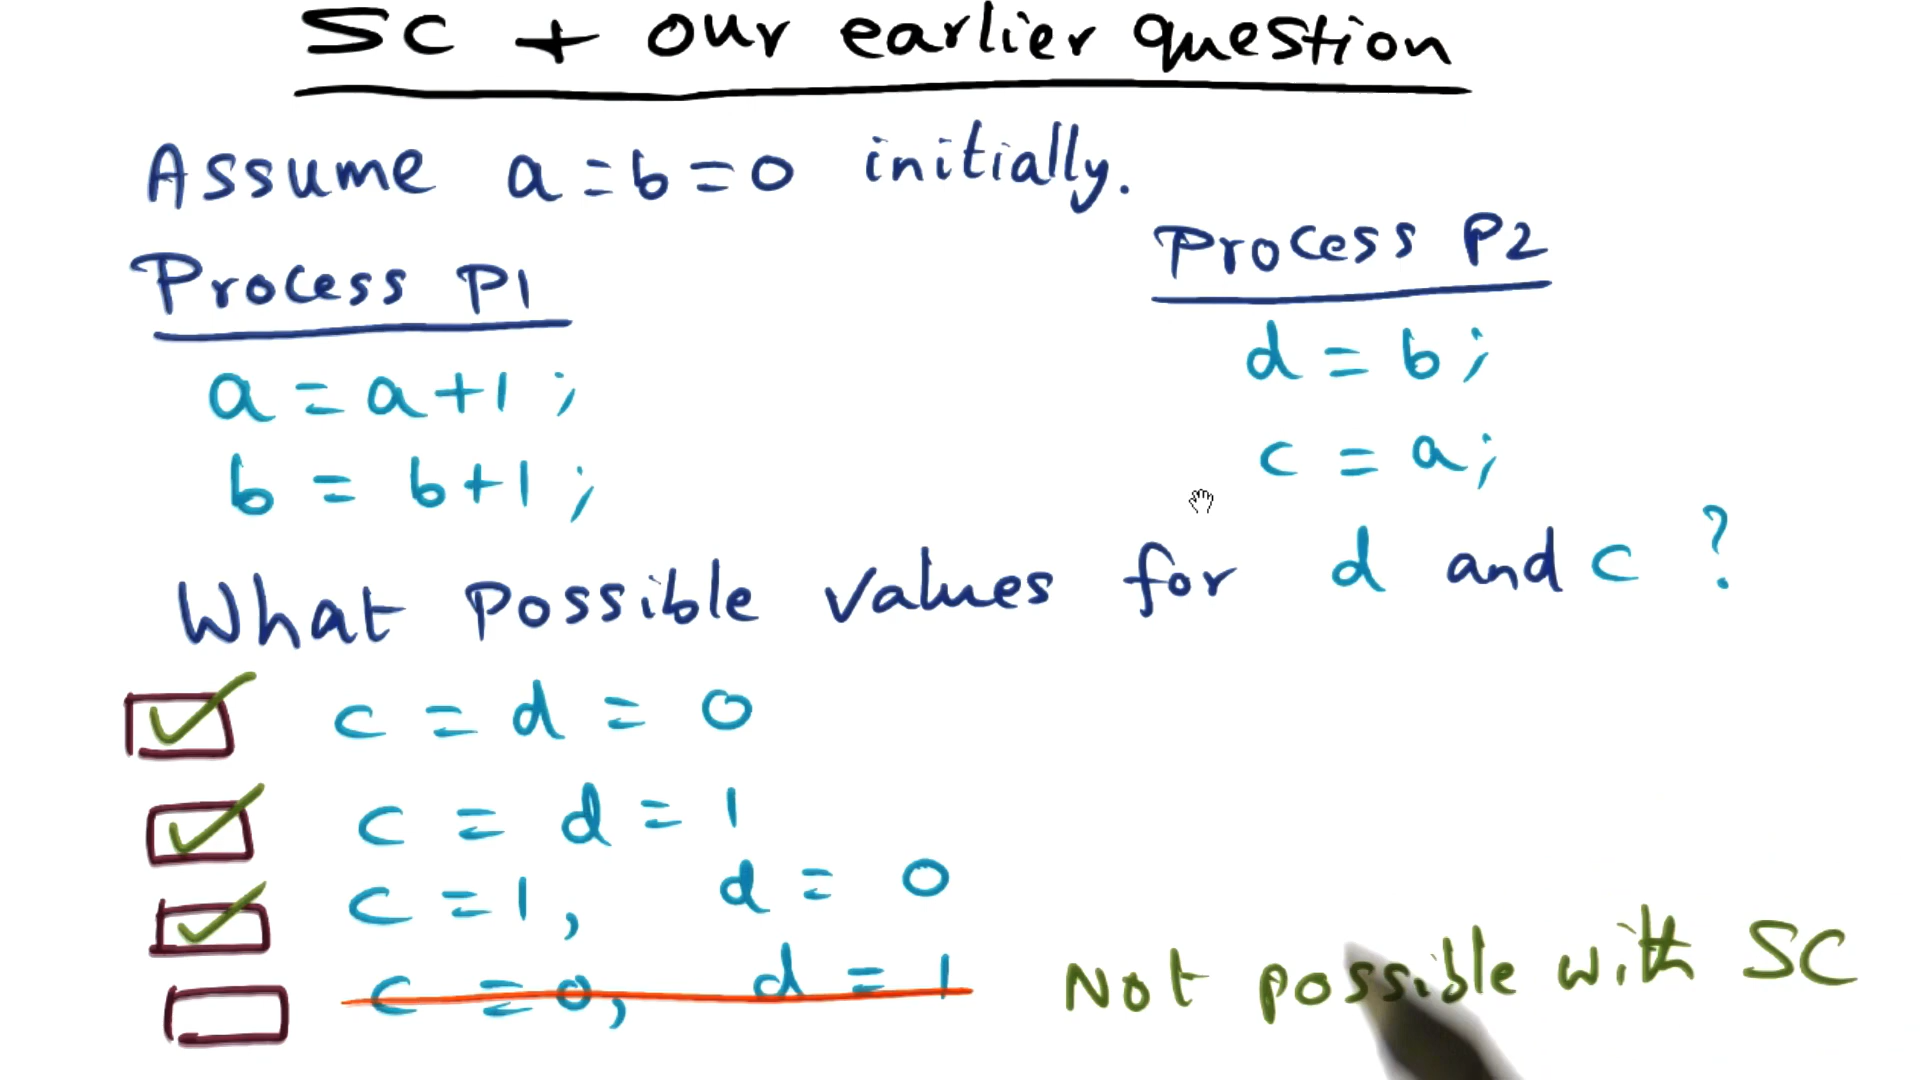 SC + our earlier question
Assume a = b = 0 initially.
Process P1
a = a + 1 ;
b = b + 1 ;
Process P2
d = b ;
c = a ;
What possible values for d and c ?
c = d = 0
c = d = 1
c = 1, d = 0
c = 0, d = 1 Not possible with SC